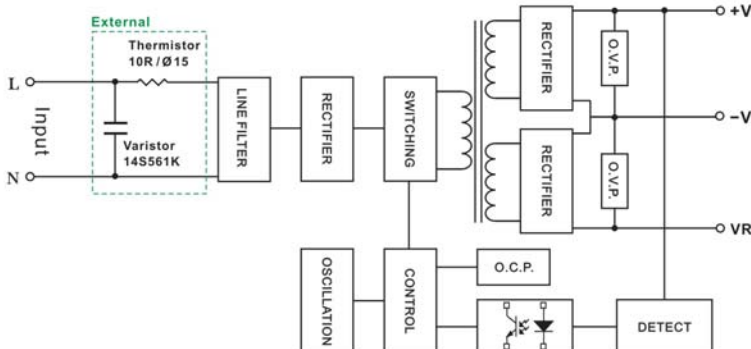 External
Thermistor
10R/Ø15
L
Input
Varistor
14S561K
N
LINE FILTER
RECTIFIER
SWITCHING
RECTIFIER
RECTIFIER
O.V.P.
O.V.P.
+V
−V
VR
OSCILLATION
CONTROL
O.C.P.
DETECT